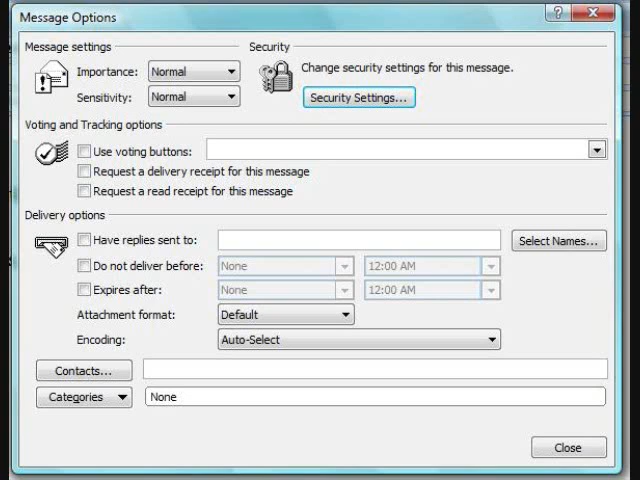 Message Options
Message settings
Security
Importance: Normal
Change security settings for this message.
Sensitivity: Normal
Security Settings...
Voting and Tracking options
Use voting buttons:
Request a delivery receipt for this message
Request a read receipt for this message
Delivery options
Have replies sent to: Select Names...
Do not deliver before: None 12:00 AM
Expires after: None 12:00 AM
Attachment format: Default
Encoding: Auto-Select
Contacts...
Categories None
Close